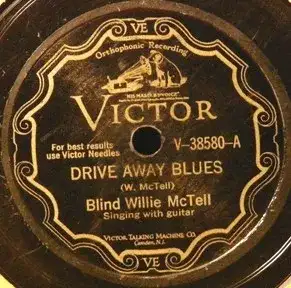 VE
Orthophonic Recording
"HIS MASTER'S VOICE"
VICTOR
For best results
use Victor Needles
V-38580-A
DRIVE AWAY BLUES
(W. McTell)
Blind Willie McTell
Singing with guitar
VICTOR TALKING MACHINE CO.
Camden, N.J.
VE